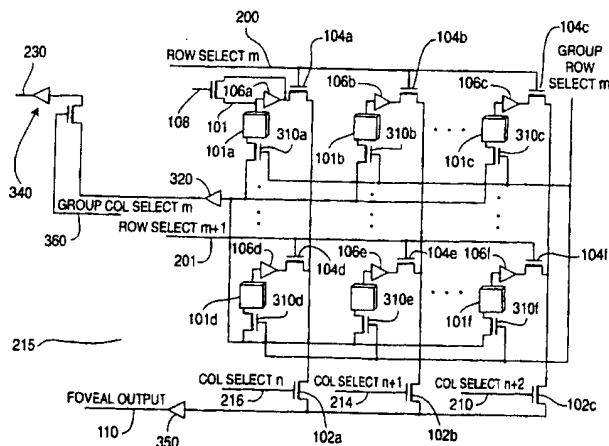 200
104a
104b
104c
230
ROW SELECT m
GROUP
ROW
SELECT m
106a
106b
106c
108
101
310a
310b
310c
101a
101b
101c
340
320
GROUP COL SELECT m
360
ROW SELECT m+1
201
106d
104d
106e
104e
106f
104f
101d
310d
101e
310e
101f
310f
215
COL SELECT n
COL SELECT n+1
COL SELECT n+2
FOVEAL OUTPUT
216
214
210
110
350
102a
102b
102c